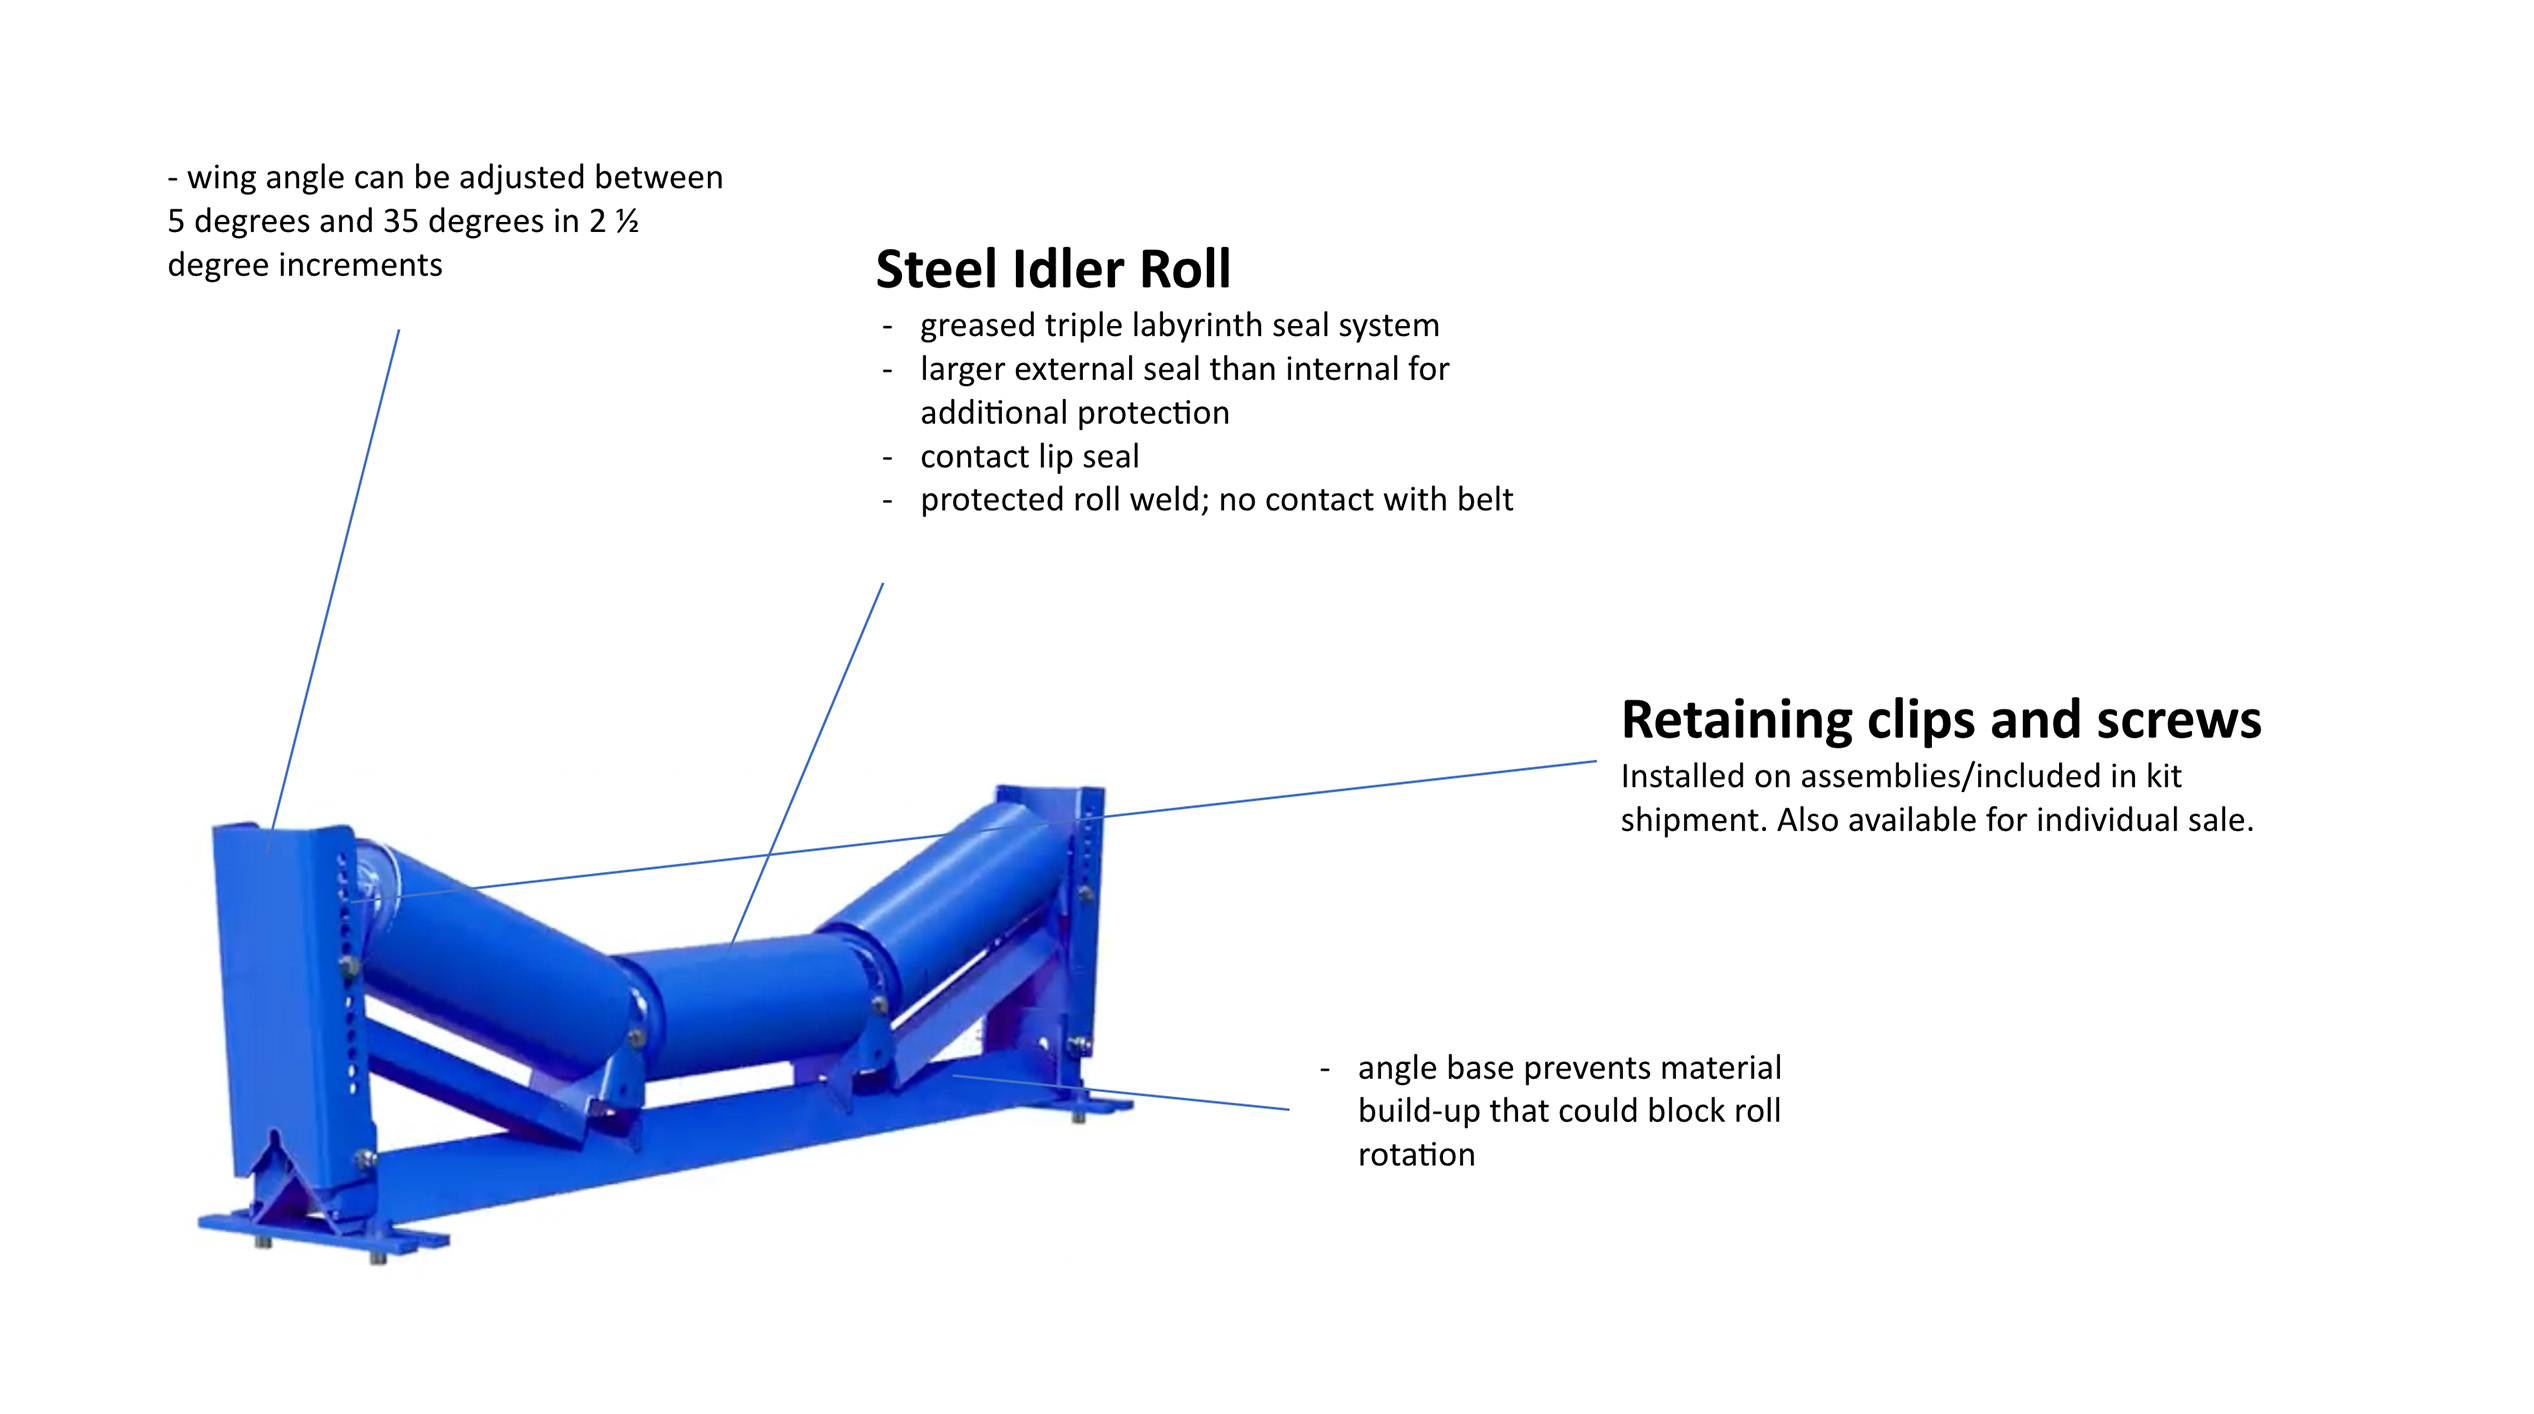 - wing angle can be adjusted between
5 degrees and 35 degrees in 2 ½
degree increments
Steel Idler Roll
- greased triple labyrinth seal system
- larger external seal than internal for
additional protection
- contact lip seal
- protected roll weld; no contact with belt
Retaining clips and screws
Installed on assemblies/included in kit
shipment. Also available for individual sale.
- angle base prevents material
build-up that could block roll
rotation